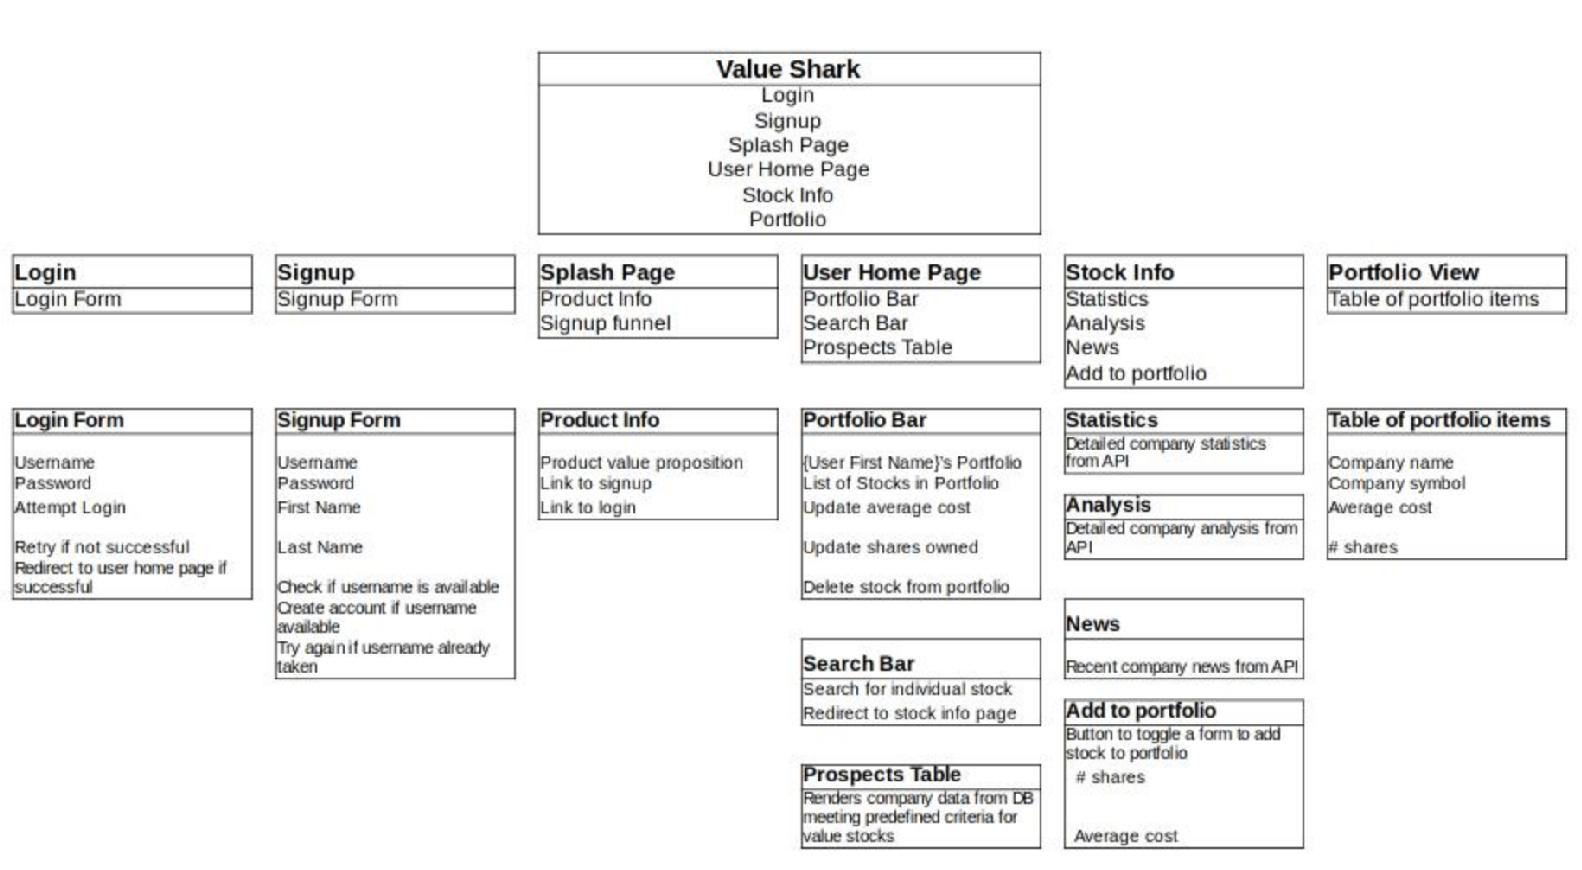 Value Shark
Login
Signup
Splash Page
User Home Page
Stock Info
Portfolio
Login
Login Form
Signup
Signup Form
Splash Page
Product Info
Signup funnel
User Home Page
Portfolio Bar
Search Bar
Prospects Table
Stock Info
Statistics
Analysis
News
Add to portfolio
Portfolio View
Table of portfolio items
Login Form
Username
Password
Attempt Login
Retry if not successful
Redirect to user home page if
successful
Signup Form
Username
Password
First Name
Last Name
Check if username is available
Create account if username
available
Try again if username already
taken
Product Info
Product value proposition
Link to signup
Link to login
Portfolio Bar
{User First Name}'s Portfolio
List of Stocks in Portfolio
Update average cost
Update shares owned
Delete stock from portfolio
Search Bar
Search for individual stock
Redirect to stock info page
Prospects Table
Renders company data from DB
meeting predefined criteria for
value stocks
Statistics
Detailed company statistics
from API
Analysis
Detailed company analysis from
API
News
Recent company news from API
Add to portfolio
Button to toggle a form to add
stock to portfolio
# shares
Average cost
Table of portfolio items
Company name
Company symbol
Average cost
# shares